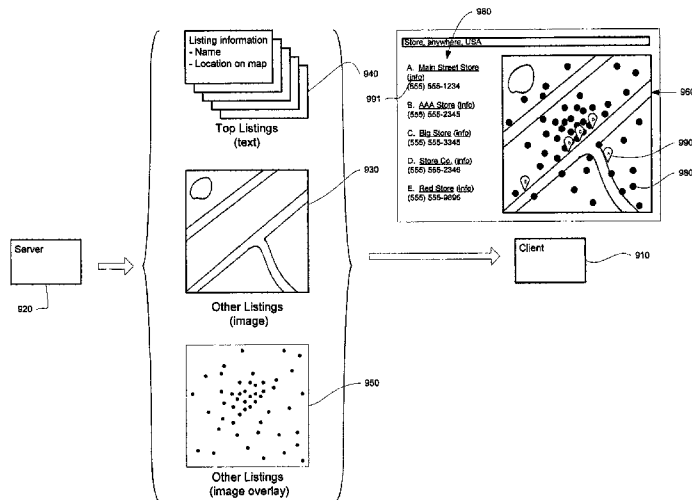 Server
920
Listing information
- Name
- Location on map
940
Top Listings
(text)
930
Other Listings
(image)
950
Other Listings
(image overlay)
980
Store, anywhere, USA
A. Main Street Store
(info)
991
(555) 555-1234
B. AAA Store (info)
(555) 555-2345
C. Big Store (info)
(555) 555-3345
D. Store Co. (info)
(555) 555-2346
E. Red Store (info)
(555) 555-9896
960
990
980
Client
910